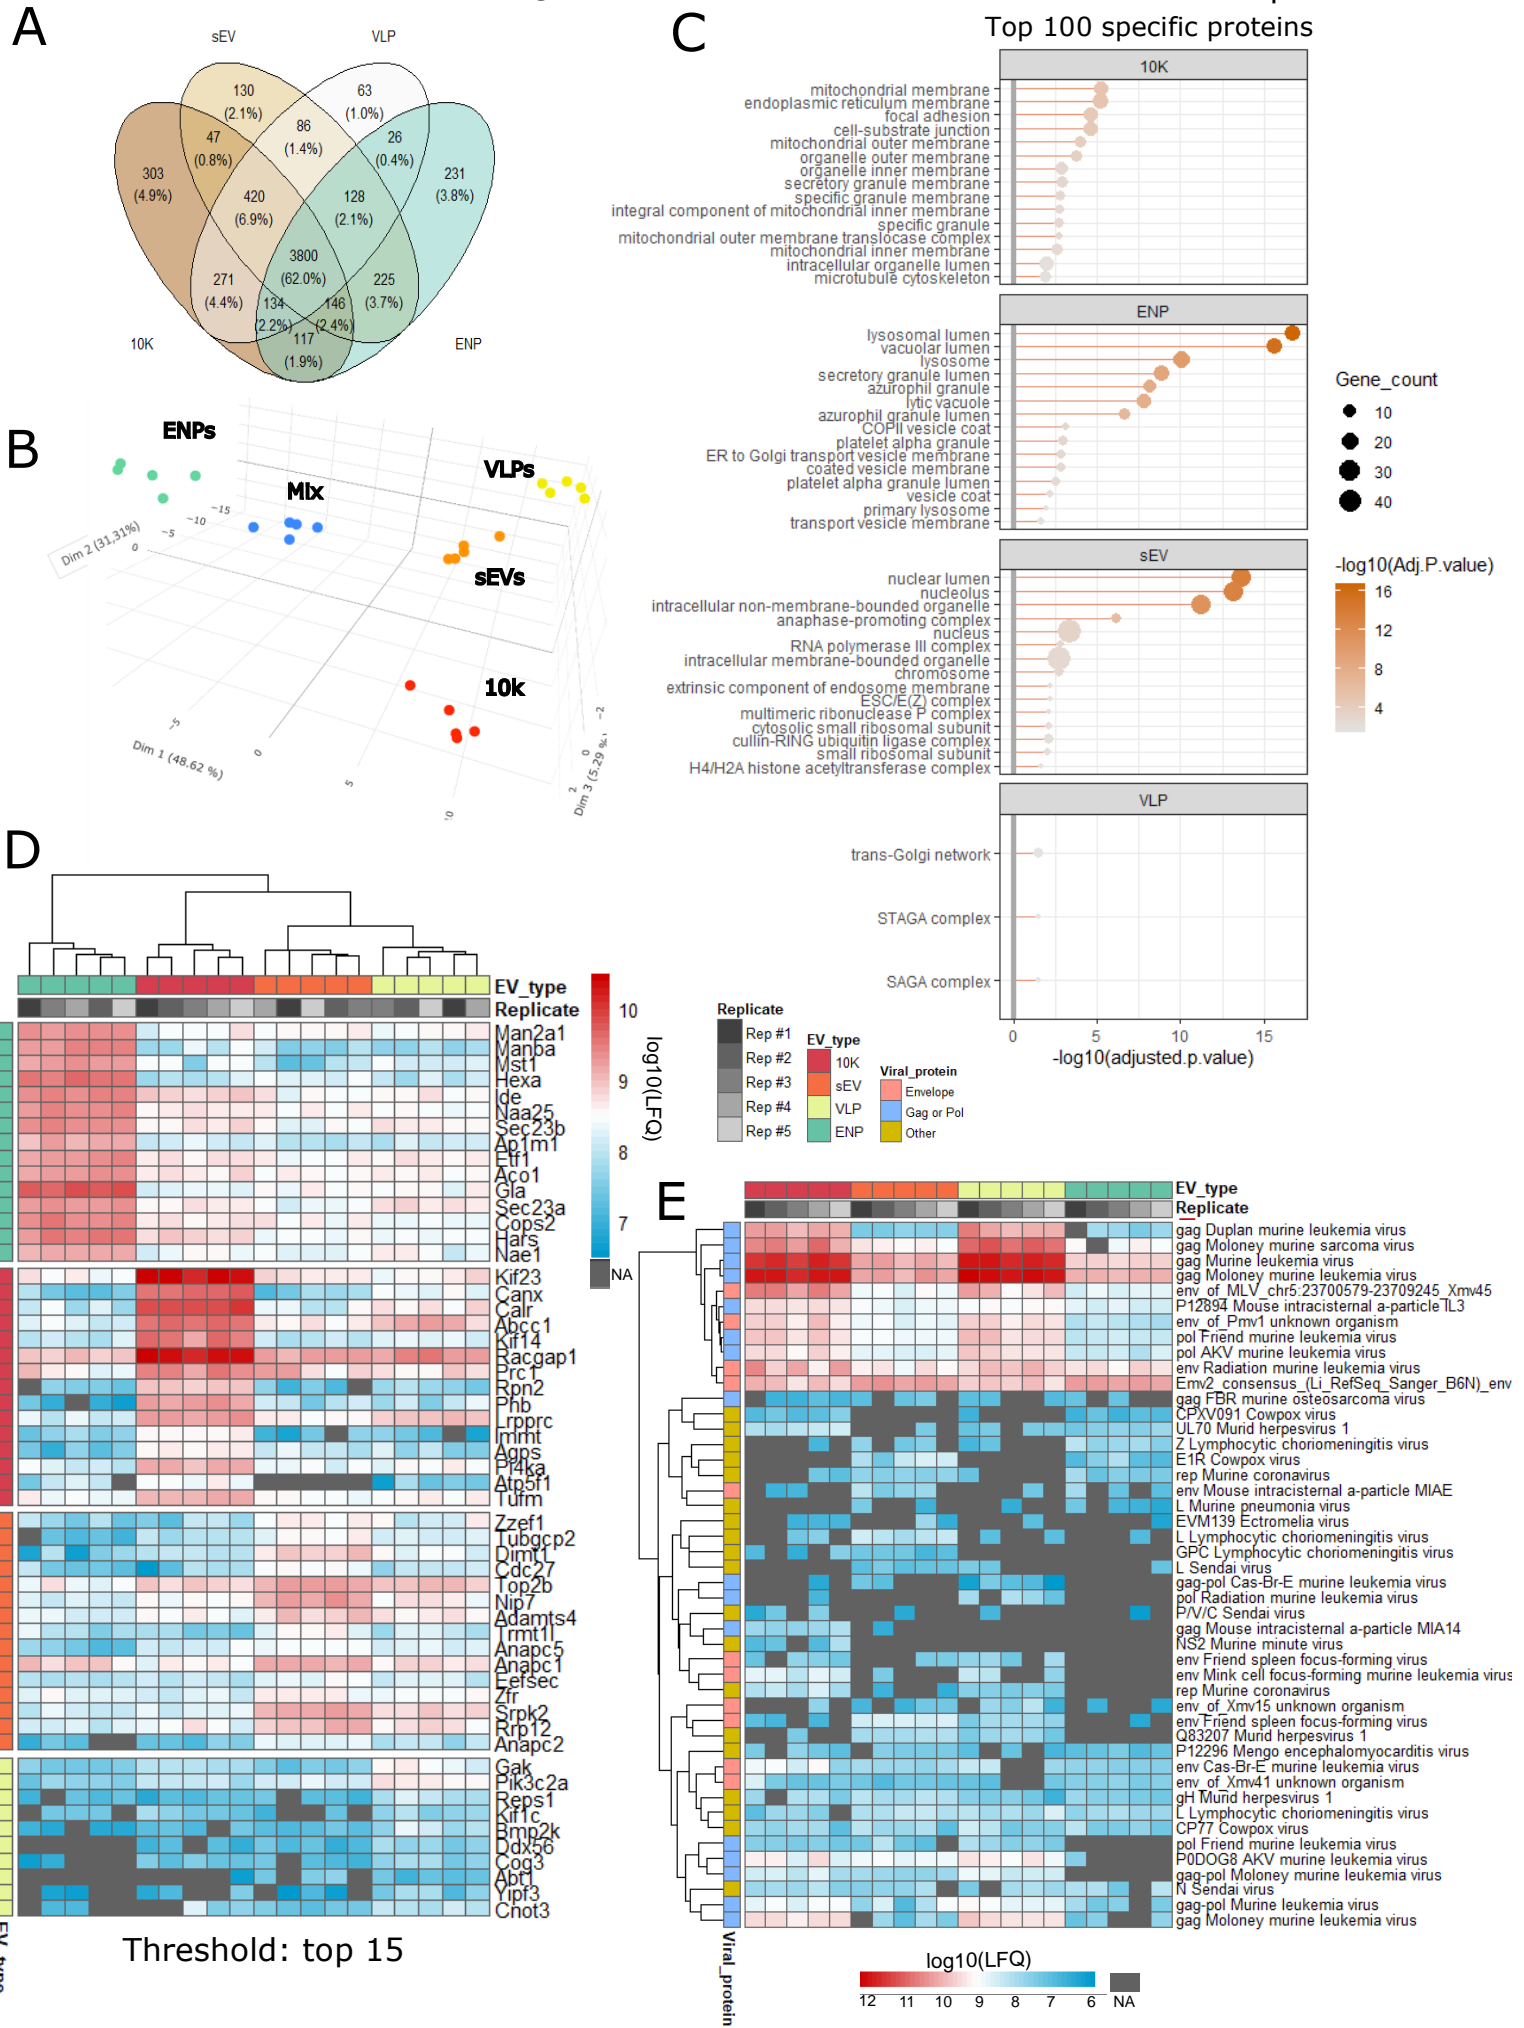 A
sEV
VLP
130
(2.1%)
63
(1.0%)
47
(0.8%)
86
(1.4%)
26
(0.4%)
303
(4.9%)
231
(3.8%)
420
(6.9%)
128
(2.1%)
3800
(62.0%)
271
(4.4%)
225
(3.7%)
134
(2.2%)
146
(2.4%)
117
(1.9%)
10K
ENP
B
ENPs
Mix
VLPs
sEVs
10k
Dim 2 (31,31%)
0
−5
−10
−15
Dim 1 (48.62 %)
−5
0
5
Dim 3 (5.29 %
−2
0
2
C
Top 100 specific proteins
10K
mitochondrial membrane
endoplasmic reticulum membrane
focal adhesion
cell-substrate junction
mitochondrial outer membrane
organelle outer membrane
organelle inner membrane
secretory granule membrane
specific granule membrane
integral component of mitochondrial inner membrane
specific granule
mitochondrial outer membrane translocase complex
mitochondrial inner membrane
intracellular organelle lumen
microtubule cytoskeleton
ENP
lysosomal lumen
vacuolar lumen
lysosome
secretory granule lumen
azurophil granule
lytic vacuole
azurophil granule lumen
COPII vesicle coat
platelet alpha granule
ER to Golgi transport vesicle membrane
coated vesicle membrane
platelet alpha granule lumen
vesicle coat
primary lysosome
transport vesicle membrane
sEV
nuclear lumen
nucleolus
intracellular non-membrane-bounded organelle
anaphase-promoting complex
nucleus
RNA polymerase III complex
intracellular membrane-bounded organelle
chromosome
extrinsic component of endosome membrane
ESC/E(Z) complex
multimeric ribonuclease P complex
cytosolic small ribosomal subunit
cullin-RING ubiquitin ligase complex
small ribosomal subunit
H4/H2A histone acetyltransferase complex
VLP
trans-Golgi network
STAGA complex
SAGA complex
0 5 10 15
-log10(adjusted.p.value)
Gene_count
10
20
30
40
-log10(Adj.P.value)
16
12
8
4
D
EV_type
Replicate
Man2a1
Manba
Mst1
Hexa
Ide
Naa25
Sec23b
Ap1m1
Etf1
Aco1
Gla
Sec23a
Cops2
Hars
Nae1
Kif23
Canx
Calr
Abcc1
Kif14
Racgap1
Prc1
Rpn2
Phb
Lrpprc
Immt
Agps
Pi4ka
Atp5f1
Tufm
Zzef1
Tubgcp2
Dimt1
Cdc27
Top2b
Nip7
Adamts4
Trmt1l
Anapc5
Anapc1
Eefsec
Zfr
Srpk2
Rrp12
Anapc2
Gak
Pik3c2a
Reps1
Kif1c
Bmp2k
Ddx56
Cog3
Abt1
Yipf3
Cnot3
10
9
8
7
NA
log10(LFQ)
Threshold: top 15
Replicate
Rep #1
Rep #2
Rep #3
Rep #4
Rep #5
EV_type
10K
sEV
VLP
ENP
Viral_protein
Envelope
Gag or Pol
Other
E
EV_type
Replicate
gag Duplan murine leukemia virus
gag Moloney murine sarcoma virus
gag Murine leukemia virus
gag Moloney murine leukemia virus
env_of_MLV_chr5:23700579-23709245_Xmv45
P12894 Mouse intracisternal a-particle IL3
env_of_Pmv1 unknown organism
pol Friend murine leukemia virus
pol AKV murine leukemia virus
env Radiation murine leukemia virus
Emv2_consensus_(Li_RefSeq_Sanger_B6N)_env
gag FBR murine osteosarcoma virus
CPXV091 Cowpox virus
UL70 Murid herpesvirus 1
Z Lymphocytic choriomeningitis virus
E1R Cowpox virus
rep Murine coronavirus
env Mouse intracisternal a-particle MIAE
L Murine pneumonia virus
EVM139 Ectromelia virus
L Lymphocytic choriomeningitis virus
GPC Lymphocytic choriomeningitis virus
L Sendai virus
gag-pol Cas-Br-E murine leukemia virus
pol Radiation murine leukemia virus
P/V/C Sendai virus
gag Mouse intracisternal a-particle MIA14
NS2 Murine minute virus
env Friend spleen focus-forming virus
env Mink cell focus-forming murine leukemia virus
rep Murine coronavirus
env_of_Xmv15 unknown organism
env Friend spleen focus-forming virus
Q83207 Murid herpesvirus 1
P12296 Mengo encephalomyocarditis virus
env Cas-Br-E murine leukemia virus
env_of_Xmv41 unknown organism
gH Murid herpesvirus 1
L Lymphocytic choriomeningitis virus
CP77 Cowpox virus
pol Friend murine leukemia virus
P0DOG8 AKV murine leukemia virus
gag-pol Moloney murine leukemia virus
N Sendai virus
gag-pol Murine leukemia virus
gag Moloney murine leukemia virus
Viral_protein
log10(LFQ)
12 11 10 9 8 7 6 NA